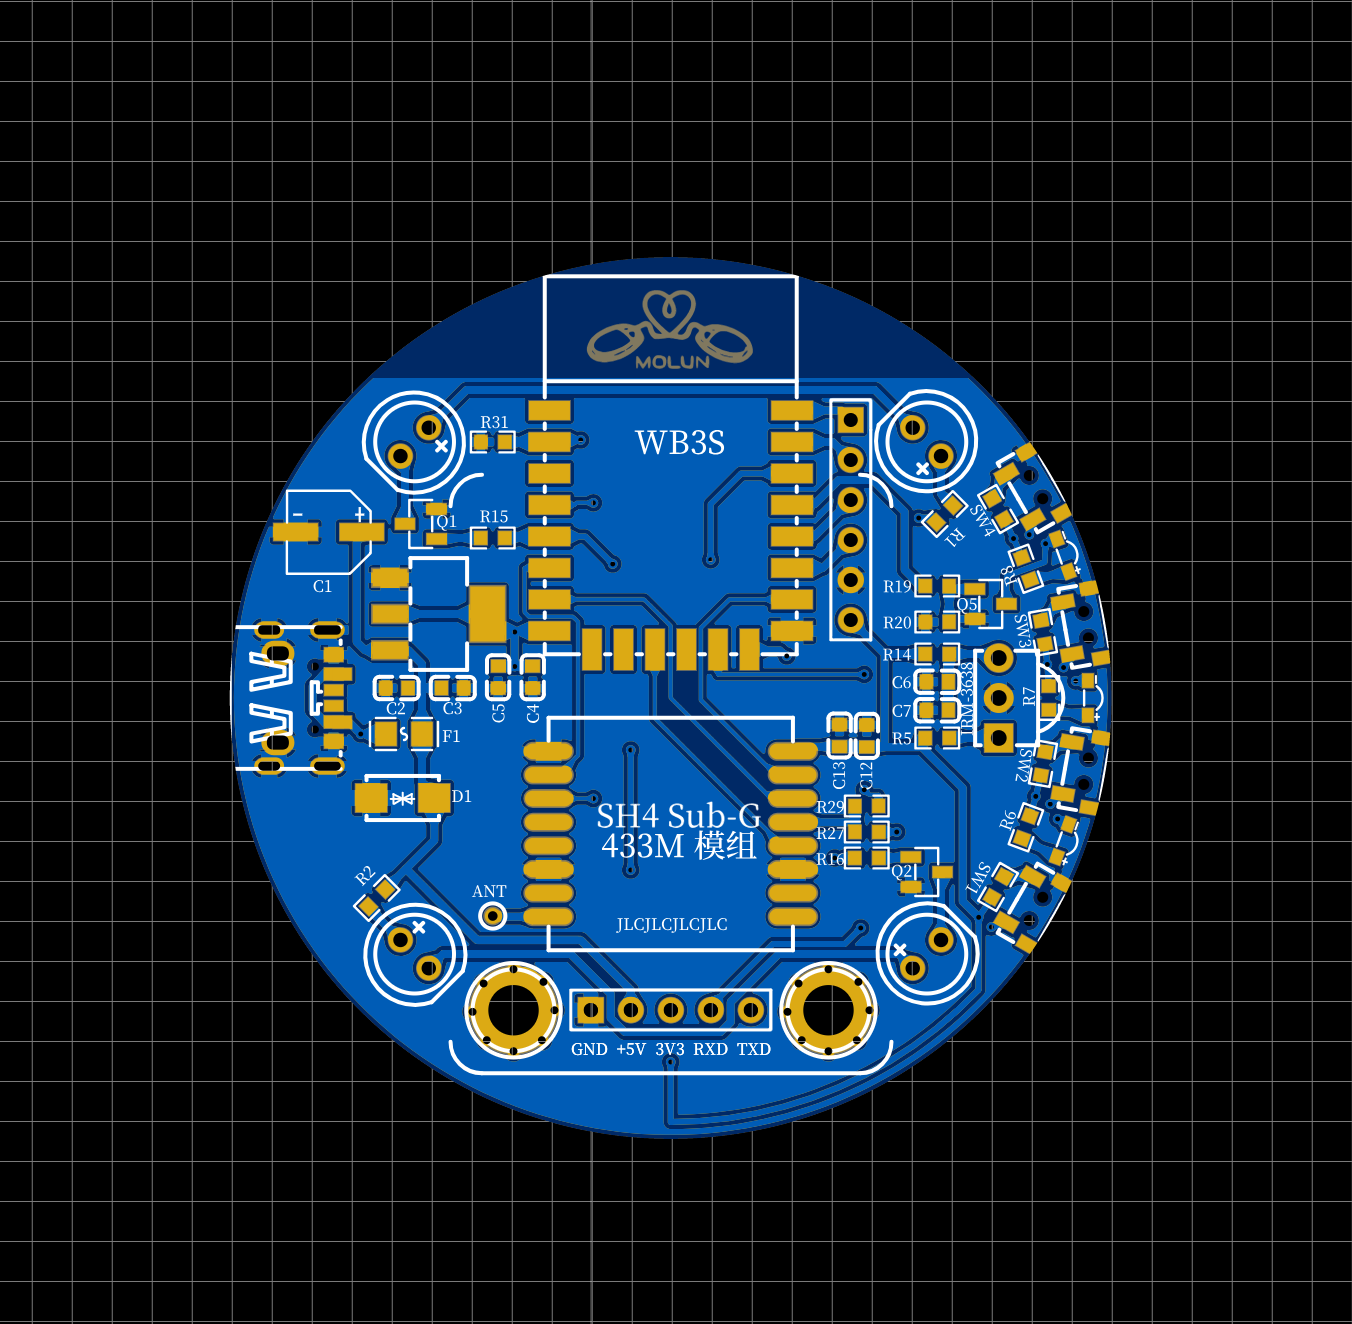 MOLUN
R31
WB3S
Q1
R15
C1
R1
SW4
R8
R19
Q5
R20
SW3
R14
C6
IRM-3638
R7
C2
C3
C5
C4
C7
F1
R5
SW2
C13
C12
D1
SH4 Sub-G
433M 模组
R29
R27
R6
R16
Q2
R2
ANT
SW1
JLCJLCJLCJLC
GND +5V 3V3 RXD TXD